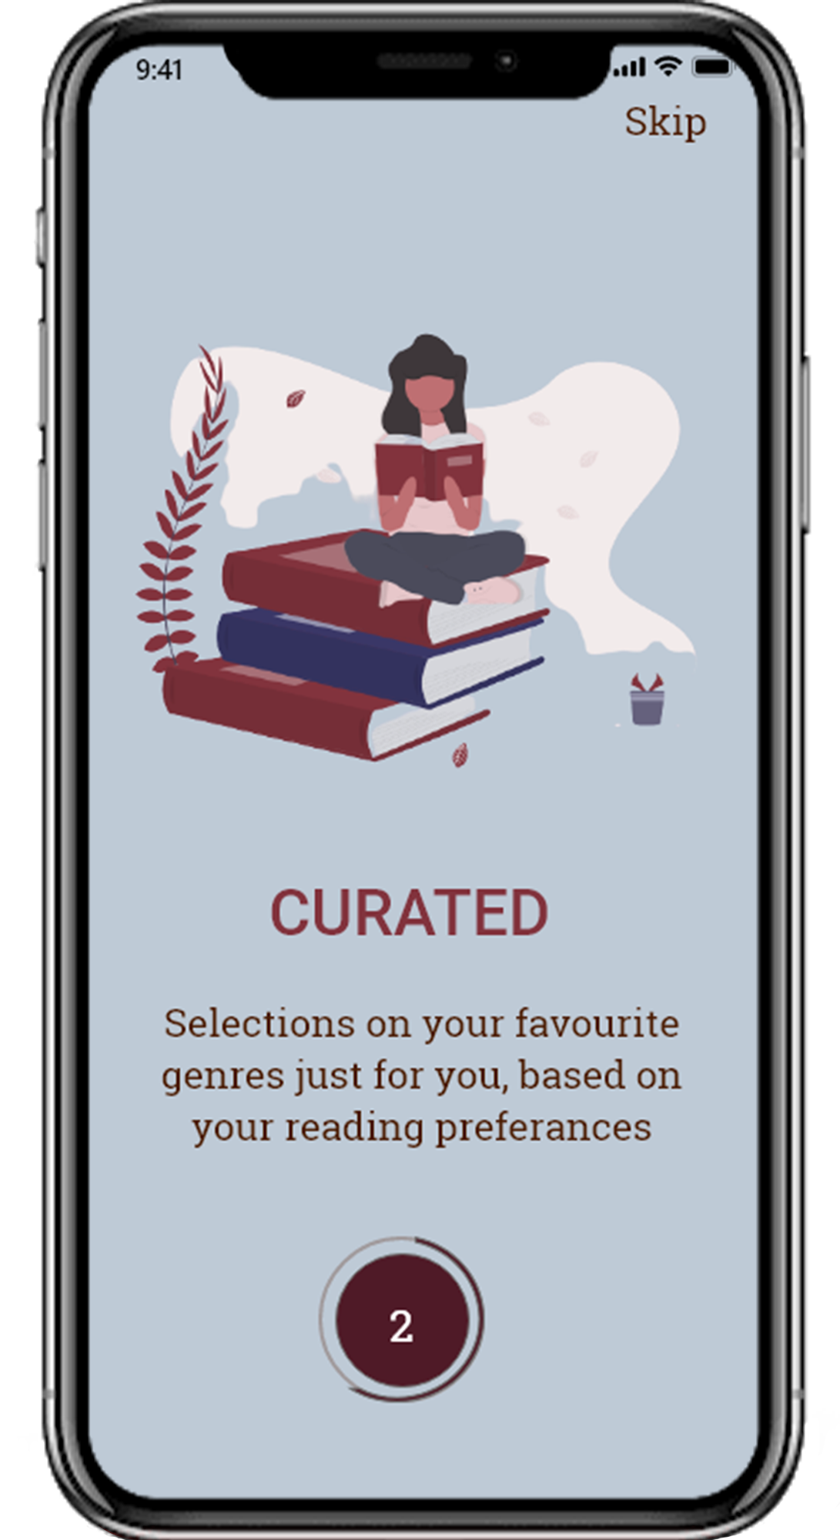 9:41
Skip
CURATED
Selections on your favourite
genres just for you, based on
your reading preferances
2